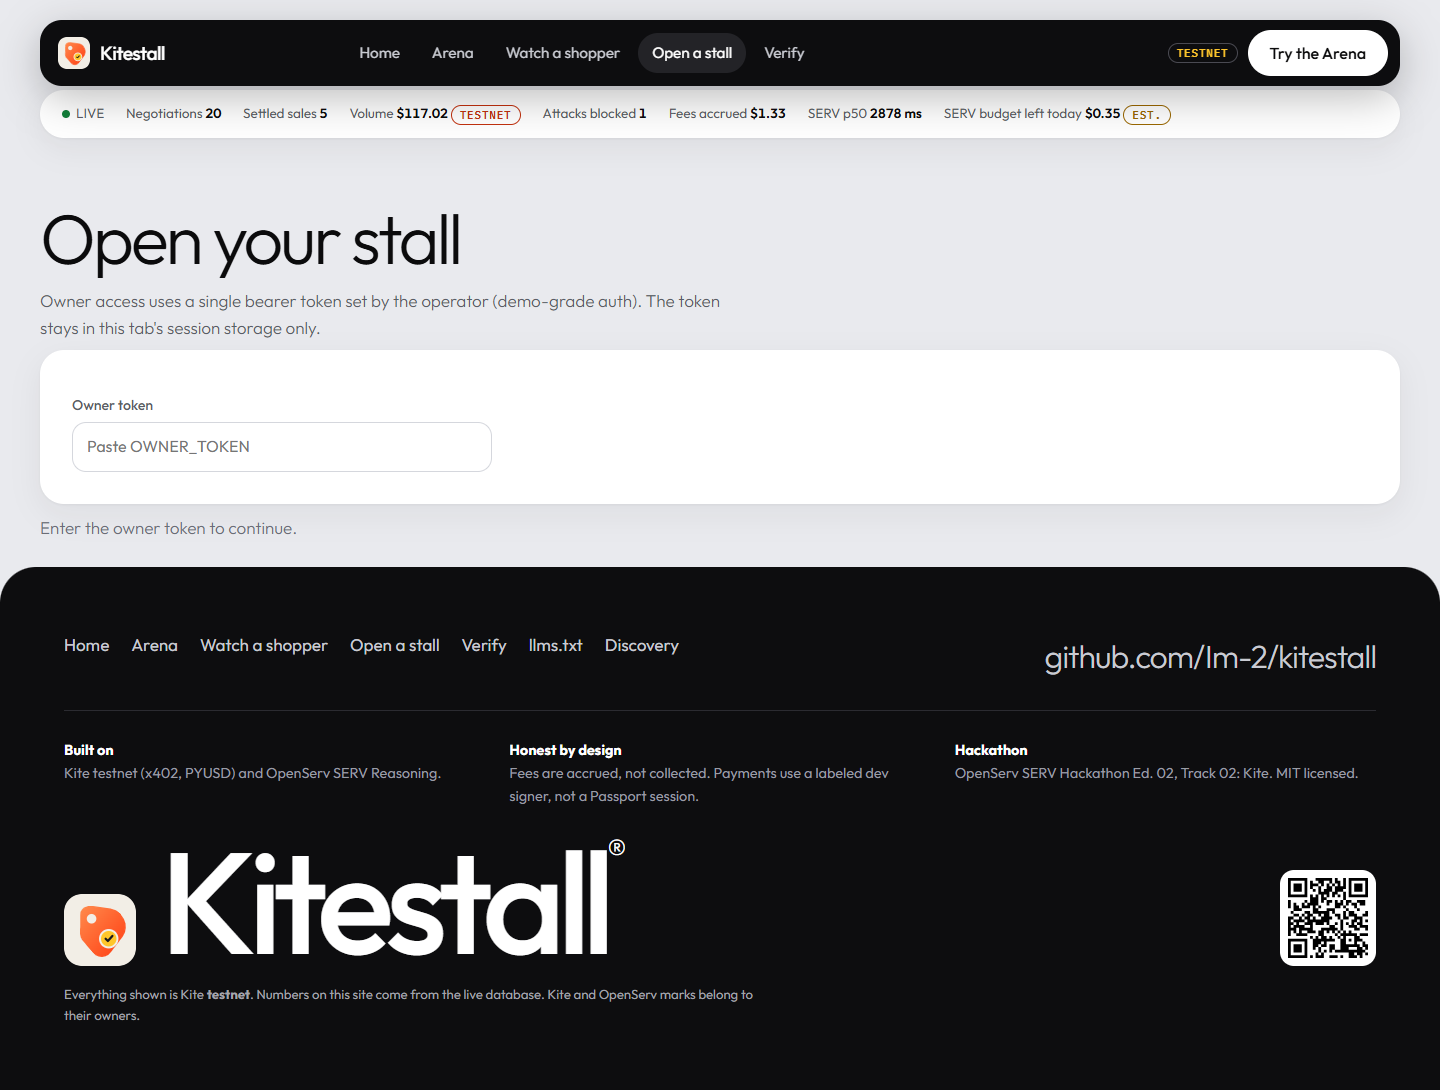 Kitestall
Home Arena Watch a shopper Open a stall Verify
TESTNET Try the Arena
LIVE Negotiations 20 Settled sales 5 Volume $117.02 TESTNET Attacks blocked 1 Fees accrued $1.33 SERV p50 2878 ms SERV budget left today $0.35 EST.
Open your stall
Owner access uses a single bearer token set by the operator (demo-grade auth). The token
stays in this tab's session storage only.
Owner token
Paste OWNER_TOKEN
Enter the owner token to continue.
Home Arena Watch a shopper Open a stall Verify llms.txt Discovery
github.com/Im-2/kitestall
Built on
Kite testnet (x402, PYUSD) and OpenServ SERV Reasoning.
Honest by design
Fees are accrued, not collected. Payments use a labeled dev
signer, not a Passport session.
Hackathon
OpenServ SERV Hackathon Ed. 02, Track 02: Kite. MIT licensed.
Kitestall®
Everything shown is Kite testnet. Numbers on this site come from the live database. Kite and OpenServ marks belong to
their owners.